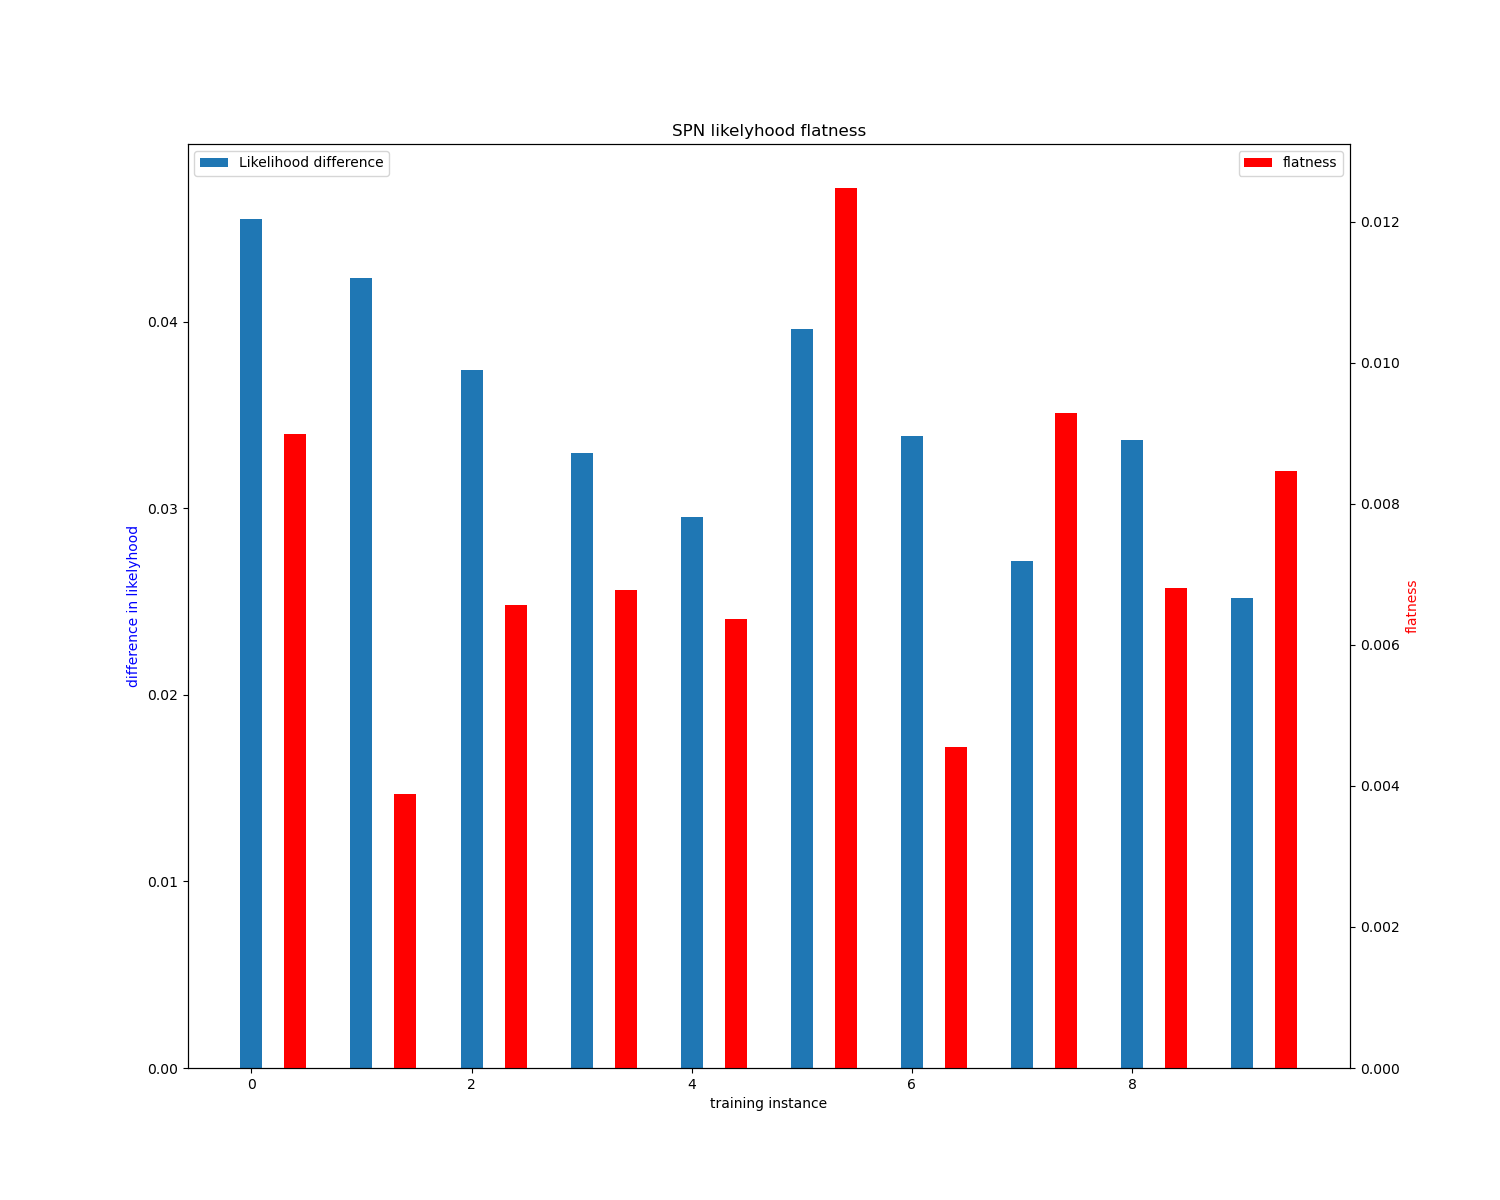 SPN likelyhood flatness
Likelihood difference
flatness
0.04
0.03
0.02
0.01
0.00
difference in likelyhood
0.012
0.010
0.008
0.006
0.004
0.002
0.000
flatness
0 2 4 6 8
training instance